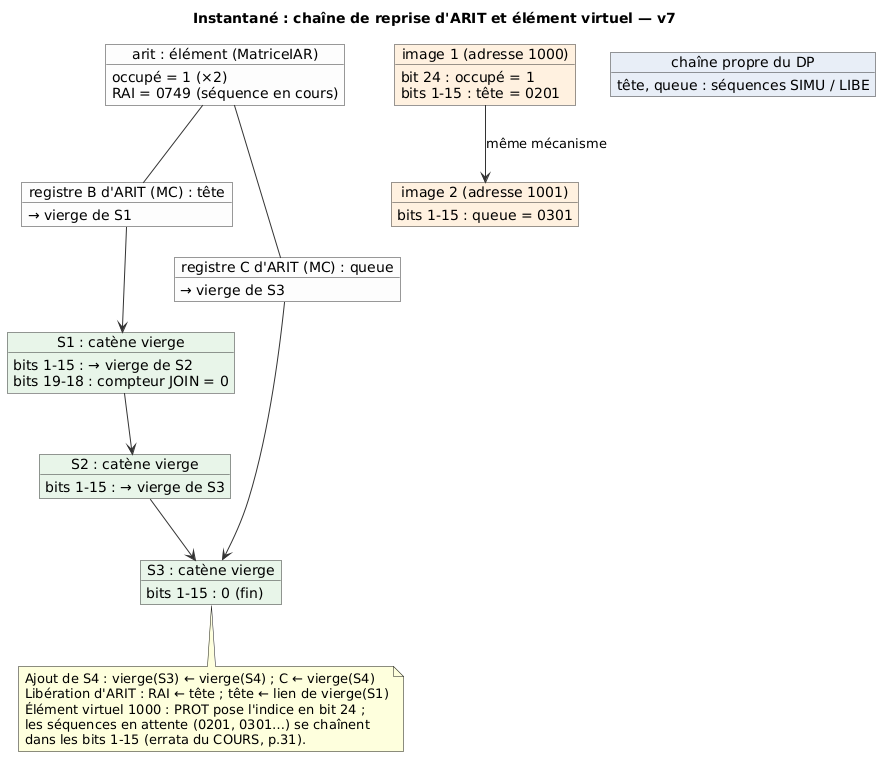 Instantané : chaîne de reprise d'ARIT et élément virtuel — v7
arit : élément (MatriceIAR)
occupé = 1 (×2)
RAI = 0749 (séquence en cours)
image 1 (adresse 1000)
bit 24 : occupé = 1
bits 1-15 : tête = 0201
chaîne propre du DP
tête, queue : séquences SIMU / LIBE
même mécanisme
registre B d'ARIT (MC) : tête
→ vierge de S1
image 2 (adresse 1001)
bits 1-15 : queue = 0301
registre C d'ARIT (MC) : queue
→ vierge de S3
S1 : catène vierge
bits 1-15 : → vierge de S2
bits 19-18 : compteur JOIN = 0
S2 : catène vierge
bits 1-15 : → vierge de S3
S3 : catène vierge
bits 1-15 : 0 (fin)
Ajout de S4 : vierge(S3) ← vierge(S4) ; C ← vierge(S4)
Libération d'ARIT : RAI ← tête ; tête ← lien de vierge(S1)
Élément virtuel 1000 : PROT pose l'indice en bit 24 ;
les séquences en attente (0201, 0301...) se chaînent
dans les bits 1-15 (errata du COURS, p.31).